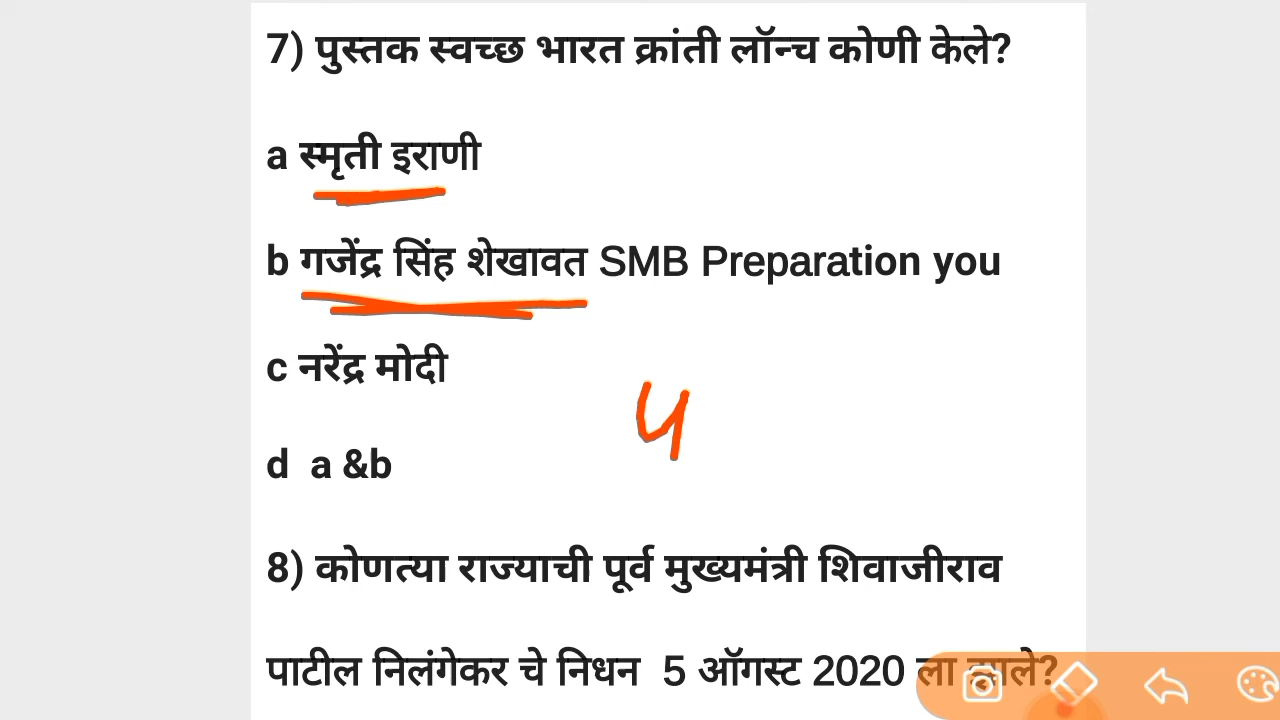 7) पुस्तक स्वच्छ भारत क्रांती लॉन्च कोणी केले?
a स्मृती इराणी
b गजेंद्र सिंह शेखावत SMB Preparation you
c नरेंद्र मोदी
d a &b
8) कोणत्या राज्याची पूर्व मुख्यमंत्री शिवाजीराव
पाटील निलंगेकर चे निधन 5 ऑगस्ट 2020 ला झाले?